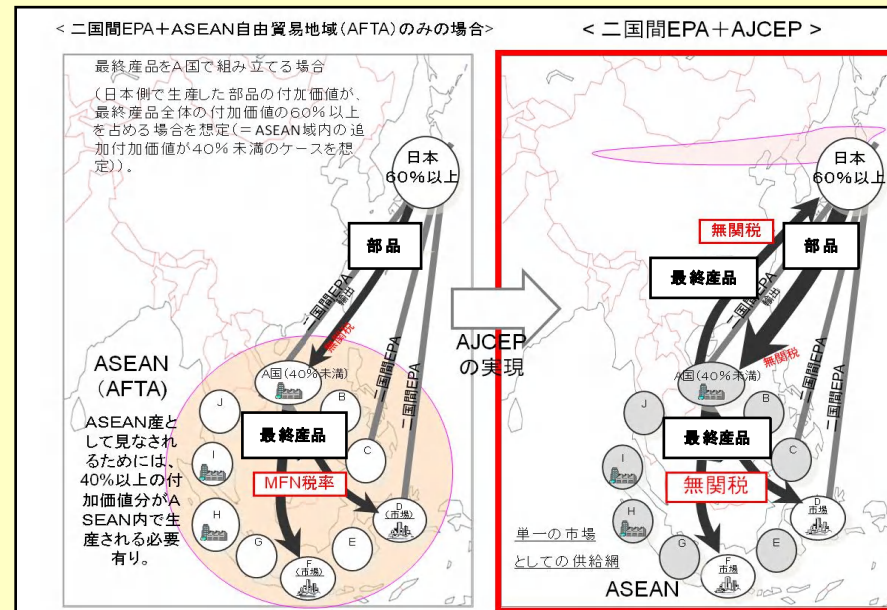 < 二国間EPA+ASEAN自由貿易地域(AFTA)のみの場合>
最終産品をA国で組み立てる場合
(日本側で生産した部品の付加価値が、
最終産品全体の付加価値の60%以上
を占める場合を想定(=ASEAN域内の追
加付加価値が40%未満のケースを想
定))。
日本
60%以上
部品
二国間EPA
輸出
無関税
二国間EPA
二国間EPA
ASEAN
(AFTA)
ASEAN産と
して見なされ
るためには、
40%以上の付
加価値分がA
SEAN内で生
産される必要
有り。
A国(40%未満)
J
B
I
C
H
D
(市場)
G
E
F
(市場)
最終産品
MFN税率
AJCEP
の実現
< 二国間EPA+AJCEP >
日本
60%以上
無関税
部品
最終産品
二国間EPA
輸出
無関税
二国間EPA
二国間EPA
A国(40%未満)
J
B
I
C
H
D
(市場)
G
E
F
市場
最終産品
無関税
単一の市場
としての供給網
ASEAN